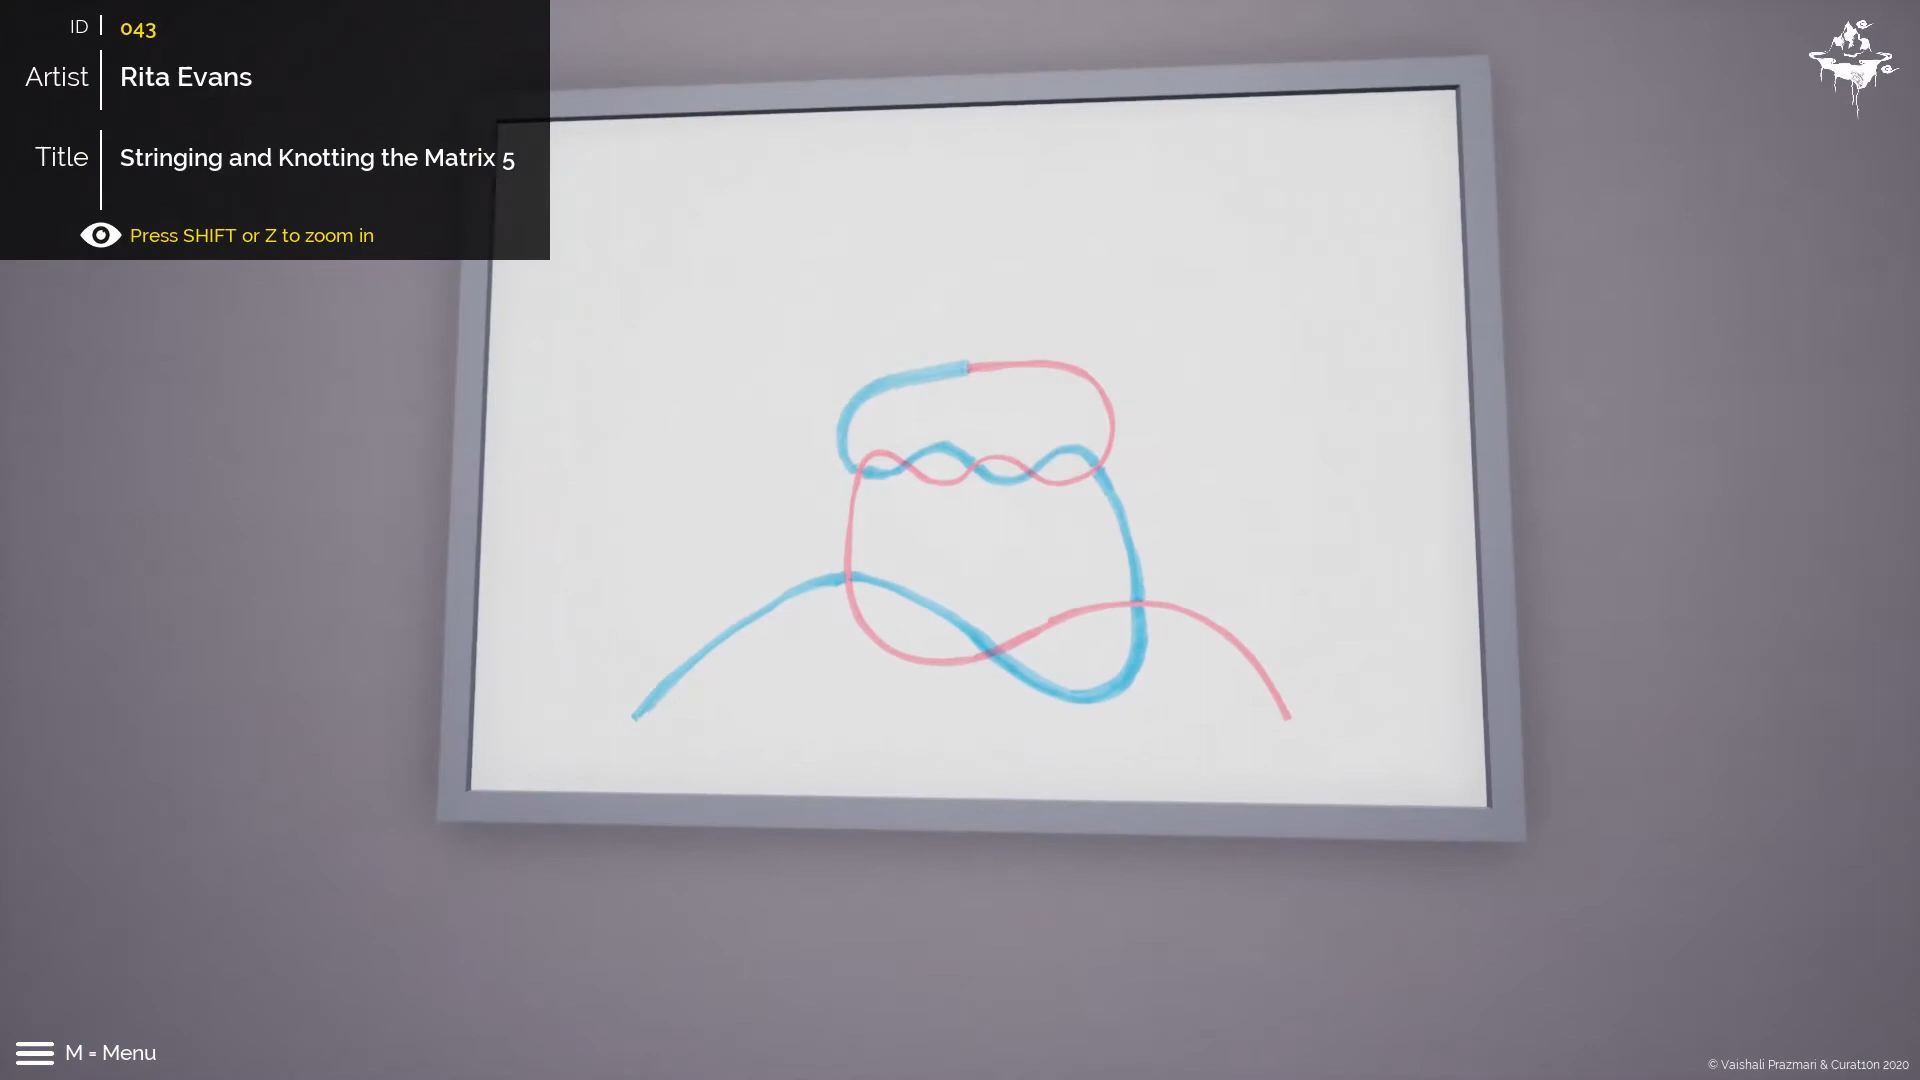 ID 043
Artist Rita Evans
Title Stringing and Knotting the Matrix 5
Press SHIFT or Z to zoom in
M = Menu
© Vaishali Prazmari & Curat10n 2020